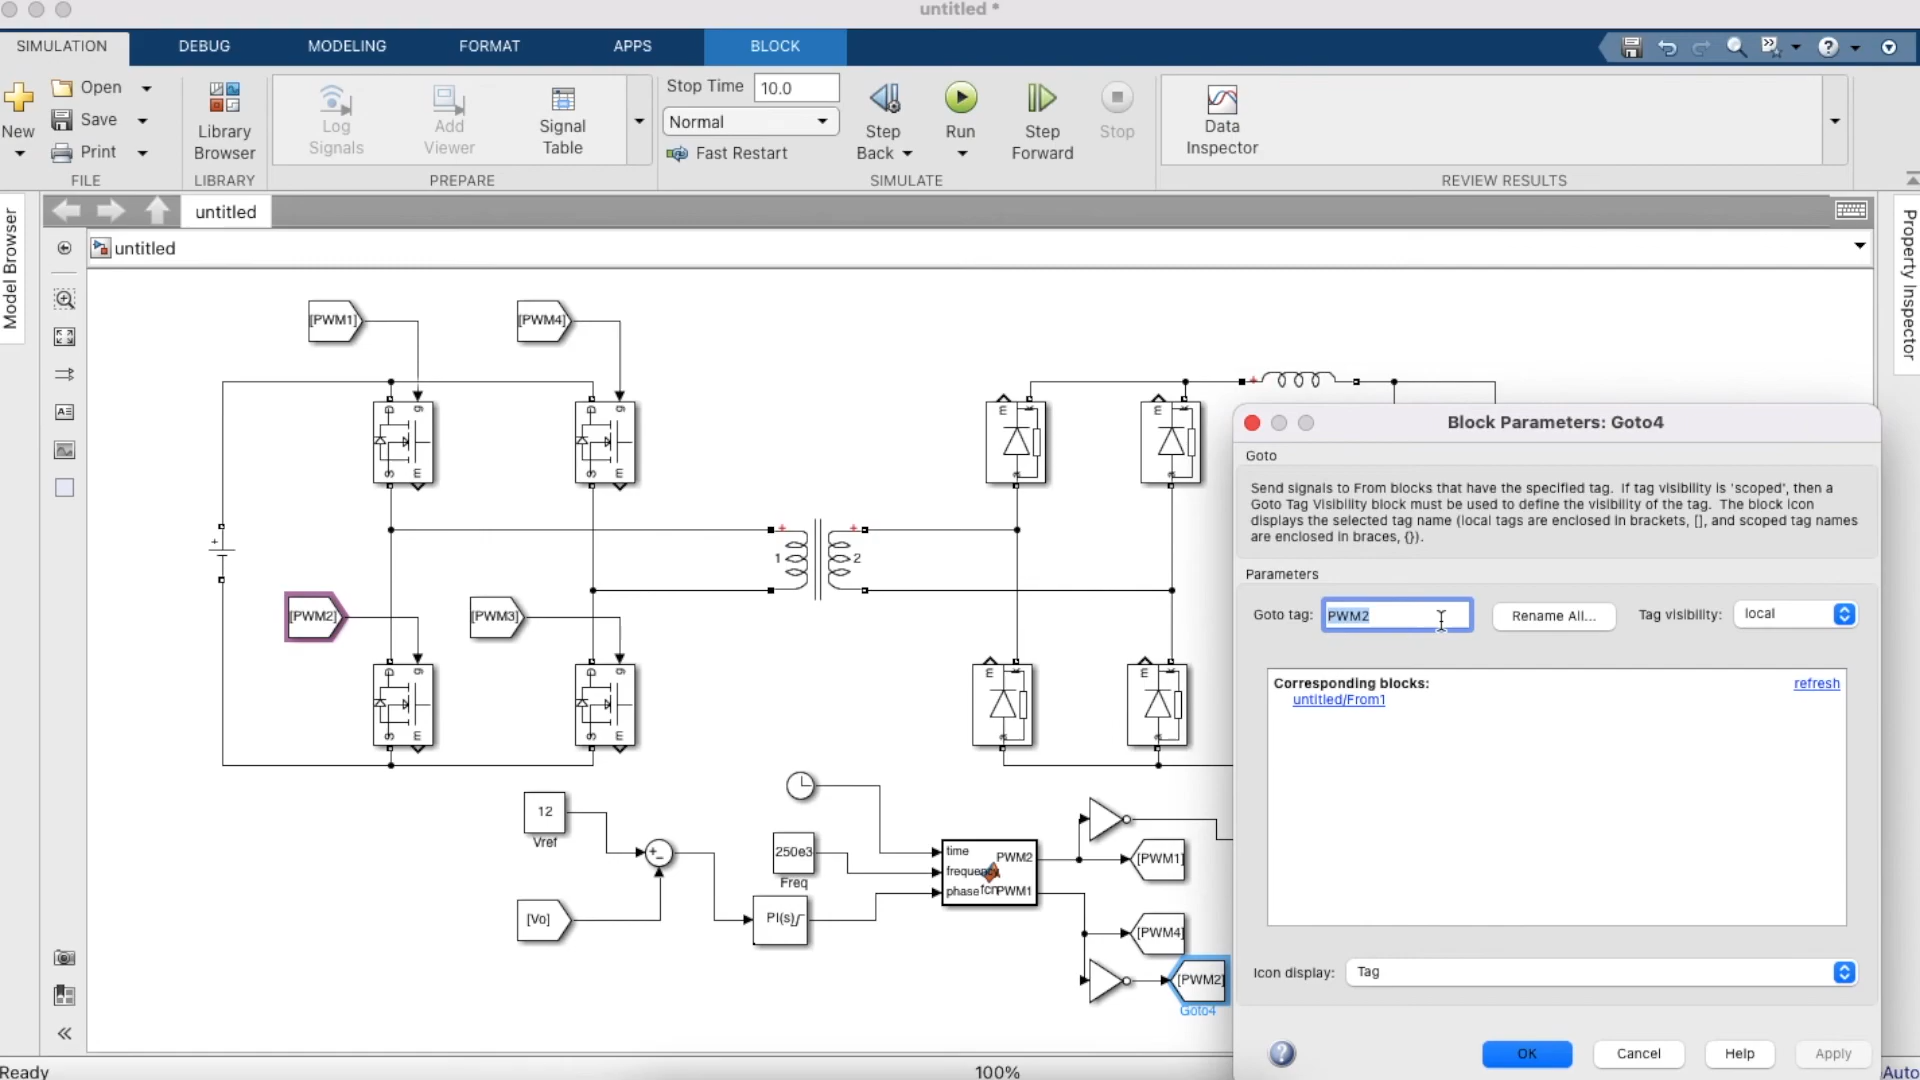 untitled *
SIMULATION DEBUG MODELING FORMAT APPS BLOCK
New
Open
Save
Print
FILE
Library
Browser
LIBRARY
Log
Signals
Add
Viewer
Signal
Table
PREPARE
Stop Time 10.0
Normal
Fast Restart
Step
Back
Run
Step
Forward
Stop
SIMULATE
Data
Inspector
REVIEW RESULTS
Model Browser
Property Inspector
untitled
untitled
[PWM1]
[PWM4]
D g
S m
D g
S m
m k
a
m k
a
+
1
2
+
+
+
[PWM2]
[PWM3]
D g
S m
D g
S m
m k
a
m k
a
12
Vref
+
−
[Vo]
250e3
Freq
PI(s)
time
frequency
phase
fcn
PWM2
PWM1
[PWM1]
[PWM4]
[PWM2]
Goto4
Block Parameters: Goto4
Goto
Send signals to From blocks that have the specified tag. If tag visibility is 'scoped', then a
Goto Tag Visibility block must be used to define the visibility of the tag. The block icon
displays the selected tag name (local tags are enclosed in brackets, [], and scoped tag names
are enclosed in braces, {}).
Parameters
Goto tag: PWM2 Rename All... Tag visibility: local
Corresponding blocks: refresh
untitled/From1
Icon display: Tag
OK Cancel Help Apply
Ready 100% Auto